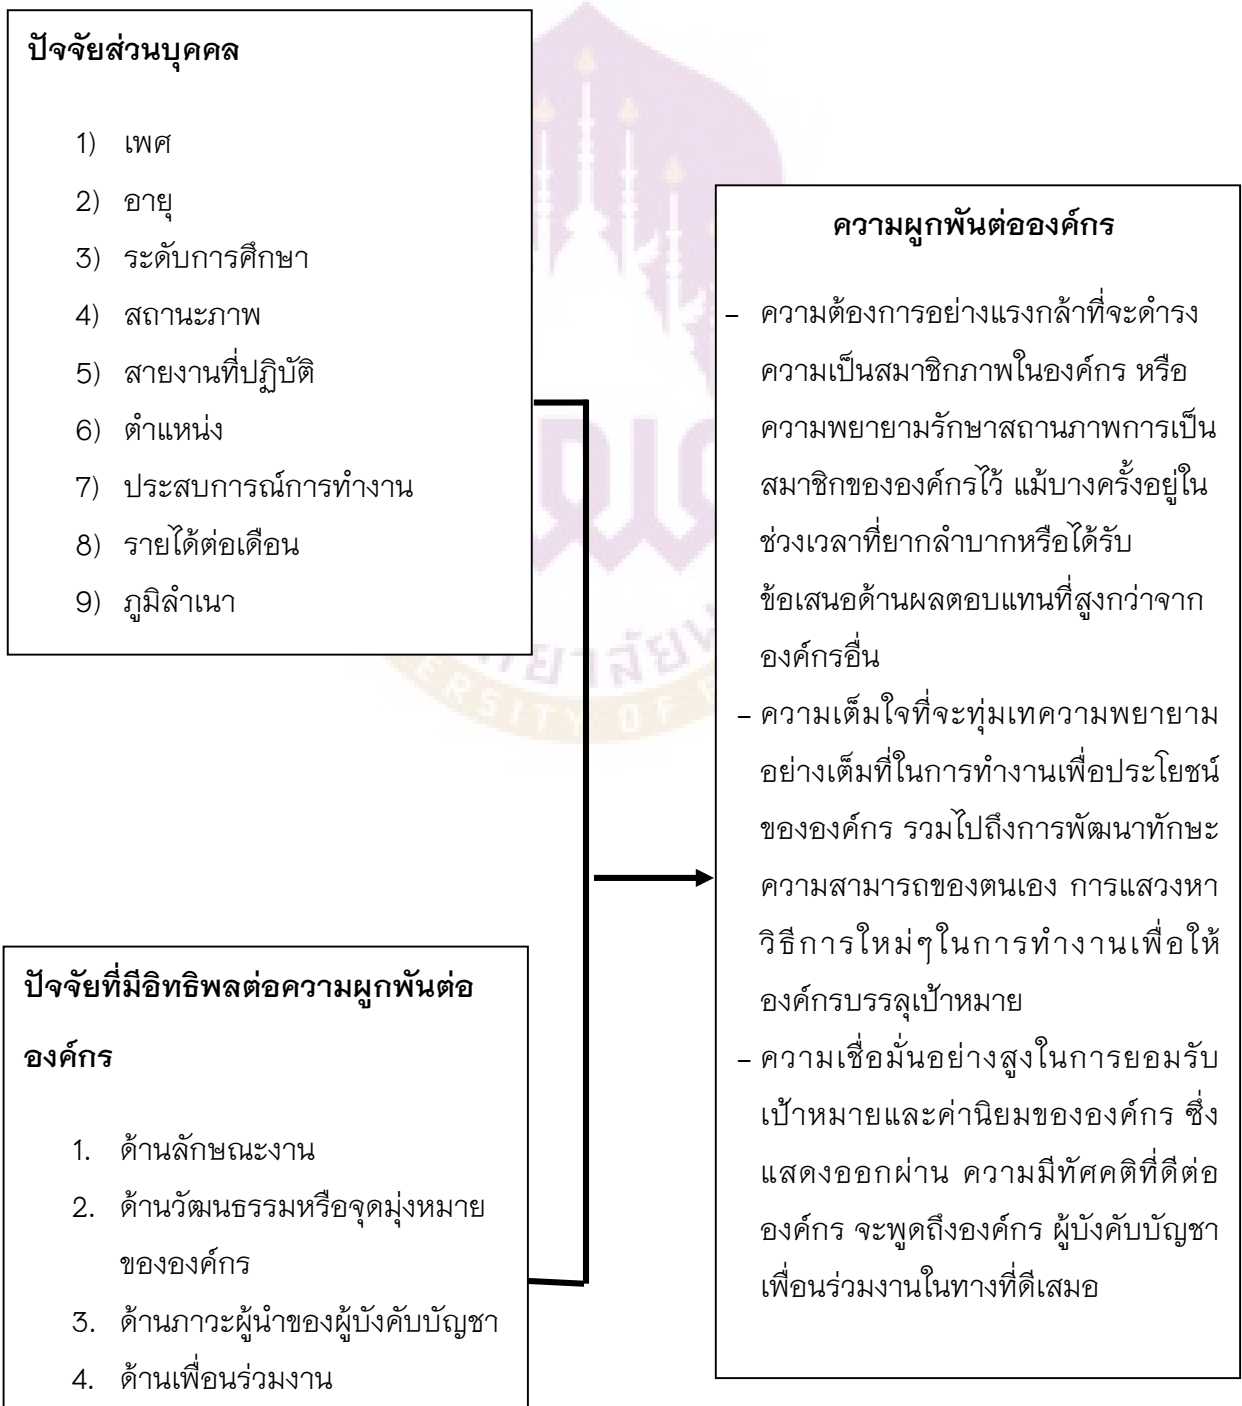 ปัจจัยส่วนบุคคล
1) เพศ
2) อายุ
3) ระดับการศึกษา
4) สถานะภาพ
5) สายงานที่ปฏิบัติ
6) ตำแหน่ง
7) ประสบการณ์การทำงาน
8) รายได้ต่อเดือน
9) ภูมิลำเนา
ปัจจัยที่มีอิทธิพลต่อความผูกพันต่อ
องค์กร
1. ด้านลักษณะงาน
2. ด้านวัฒนธรรมหรือจุดมุ่งหมาย
ขององค์กร
3. ด้านภาวะผู้นำของผู้บังคับบัญชา
4. ด้านเพื่อนร่วมงาน
ความผูกพันต่อองค์กร
- ความต้องการอย่างแรงกล้าที่จะดำรง
ความเป็นสมาชิกภาพในองค์กร หรือ
ความพยายามรักษาสถานภาพการเป็น
สมาชิกขององค์กรไว้ แม้บางครั้งอยู่ใน
ช่วงเวลาที่ยากลำบากหรือได้รับ
ข้อเสนอด้านผลตอบแทนที่สูงกว่าจาก
องค์กรอื่น
- ความเต็มใจที่จะทุ่มเทความพยายาม
อย่างเต็มที่ในการทำงานเพื่อประโยชน์
ขององค์กร รวมไปถึงการพัฒนาทักษะ
ความสามารถของตนเอง การแสวงหา
วิธีการใหม่ๆในการทำงานเพื่อให้
องค์กรบรรลุเป้าหมาย
- ความเชื่อมั่นอย่างสูงในการยอมรับ
เป้าหมายและค่านิยมขององค์กร ซึ่ง
แสดงออกผ่าน ความมีทัศคติที่ดีต่อ
องค์กร จะพูดถึงองค์กร ผู้บังคับบัญชา
เพื่อนร่วมงานในทางที่ดีเสมอ